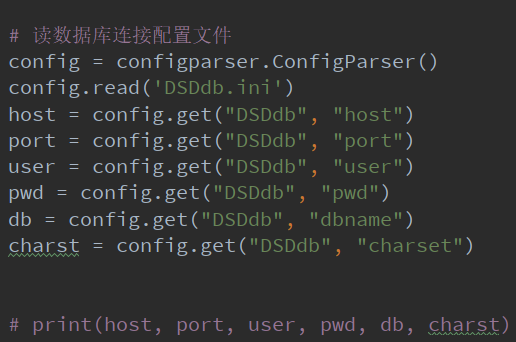 # 读数据库连接配置文件
config = configparser.ConfigParser()
config.read('DSDdb.ini')
host = config.get("DSDdb", "host")
port = config.get("DSDdb", "port")
user = config.get("DSDdb", "user")
pwd = config.get("DSDdb", "pwd")
db = config.get("DSDdb", "dbname")
charst = config.get("DSDdb", "charset")
# print(host, port, user, pwd, db, charst)